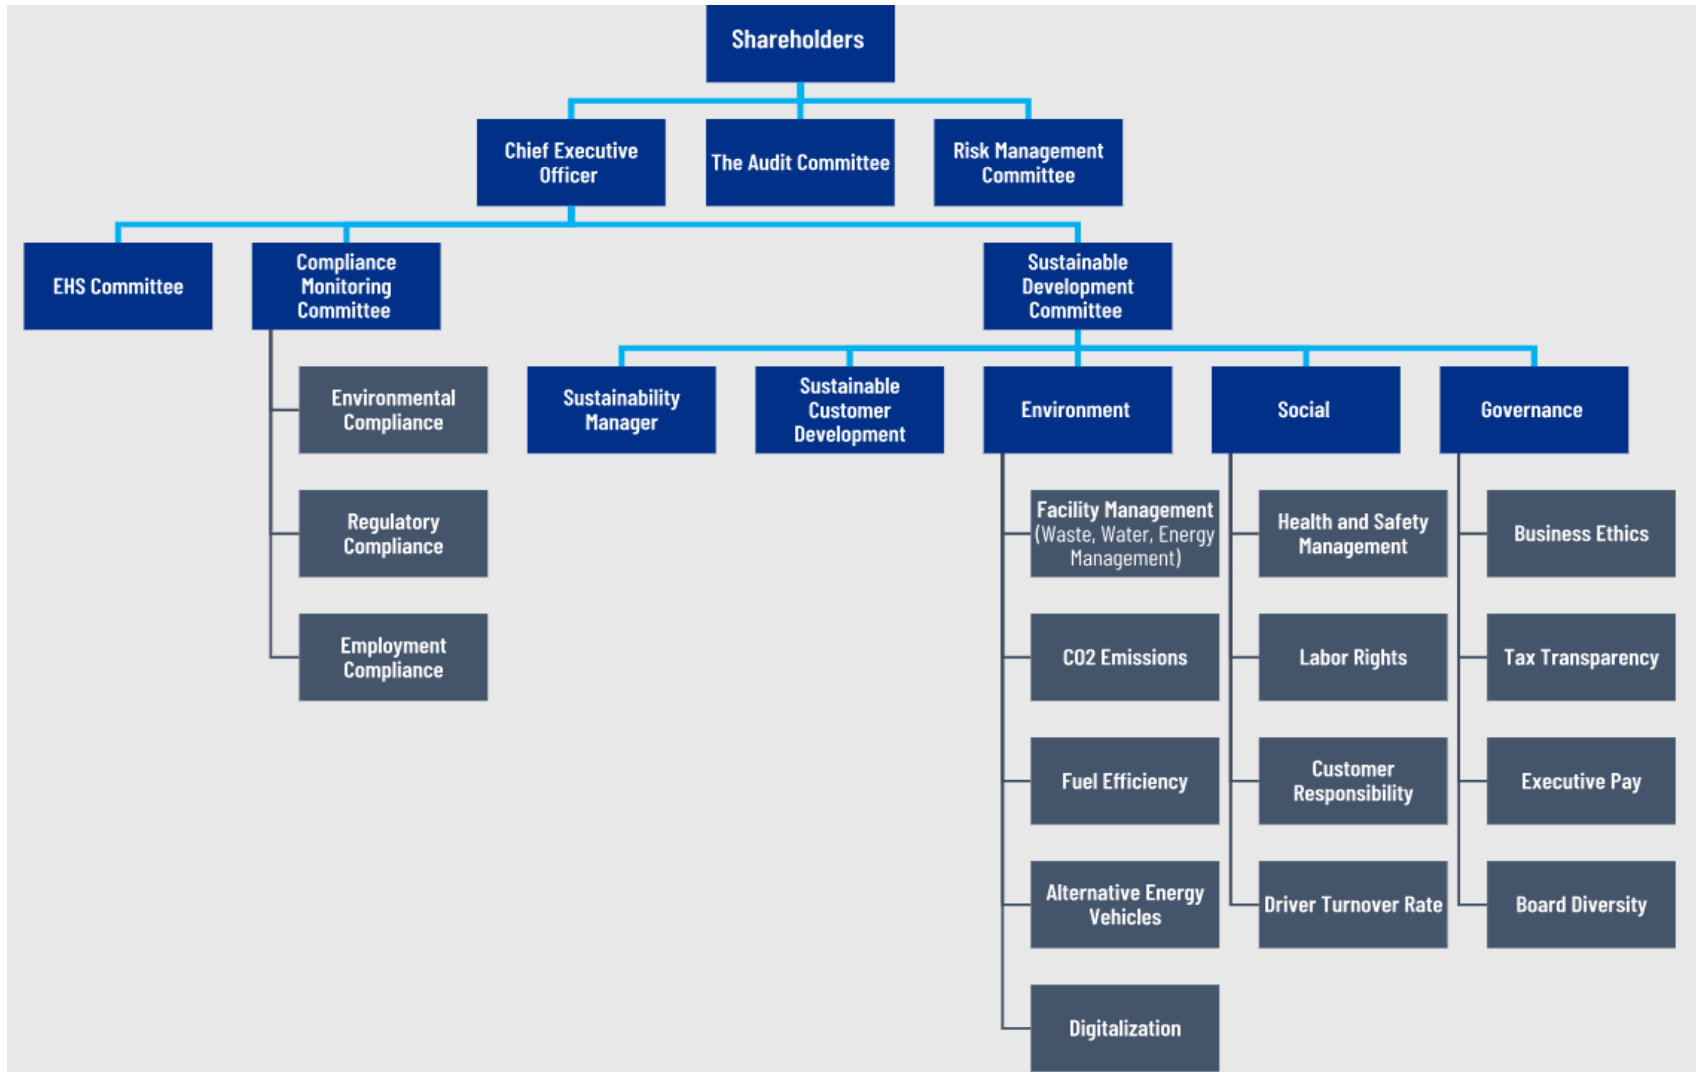 Shareholders
Chief Executive
Officer
The Audit Committee
Risk Management
Committee
EHS Committee
Compliance
Monitoring
Committee
Sustainable
Development
Committee
Environmental
Compliance
Regulatory
Compliance
Employment
Compliance
Sustainability
Manager
Sustainable
Customer
Development
Environment
Social
Governance
Facility Management
(Waste, Water, Energy
Management)
CO2 Emissions
Fuel Efficiency
Alternative Energy
Vehicles
Digitalization
Health and Safety
Management
Labor Rights
Customer
Responsibility
Driver Turnover Rate
Business Ethics
Tax Transparency
Executive Pay
Board Diversity